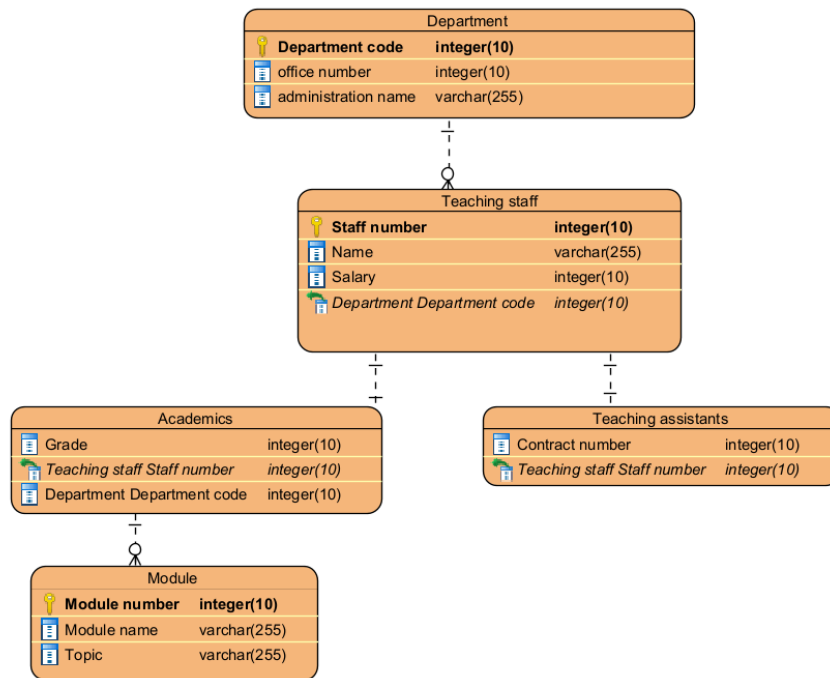 Department
Department code integer(10)
office number integer(10)
administration name varchar(255)
Teaching staff
Staff number integer(10)
Name varchar(255)
Salary integer(10)
Department Department code integer(10)
Academics
Grade integer(10)
Teaching staff Staff number integer(10)
Department Department code integer(10)
Teaching assistants
Contract number integer(10)
Teaching staff Staff number integer(10)
Module
Module number integer(10)
Module name varchar(255)
Topic varchar(255)